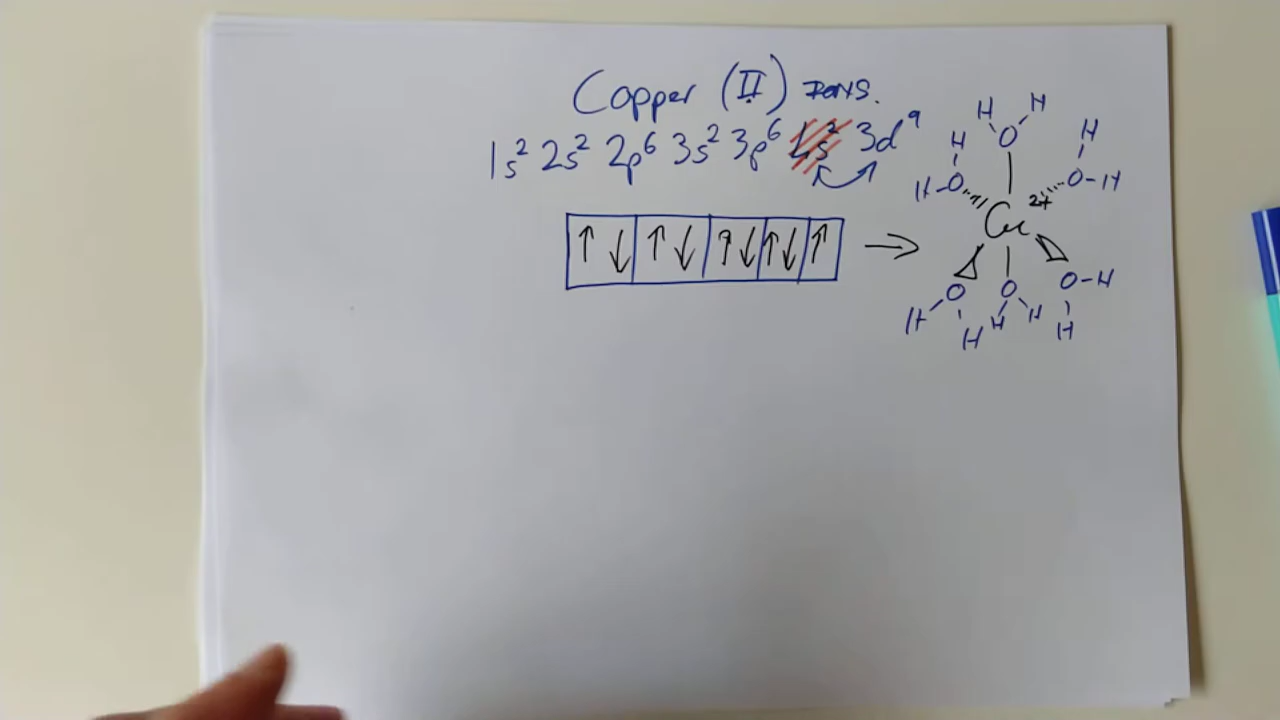 Copper (II) IONS.
1s² 2s² 2p⁶ 3s² 3p⁶ 4s² 3d⁹
↑ ↓ ↑ ↓ ↑ ↓ ↑↓ ↑ →
H H
H O H
H-O O-H
Cu 2+
O O O-H
H H H H H